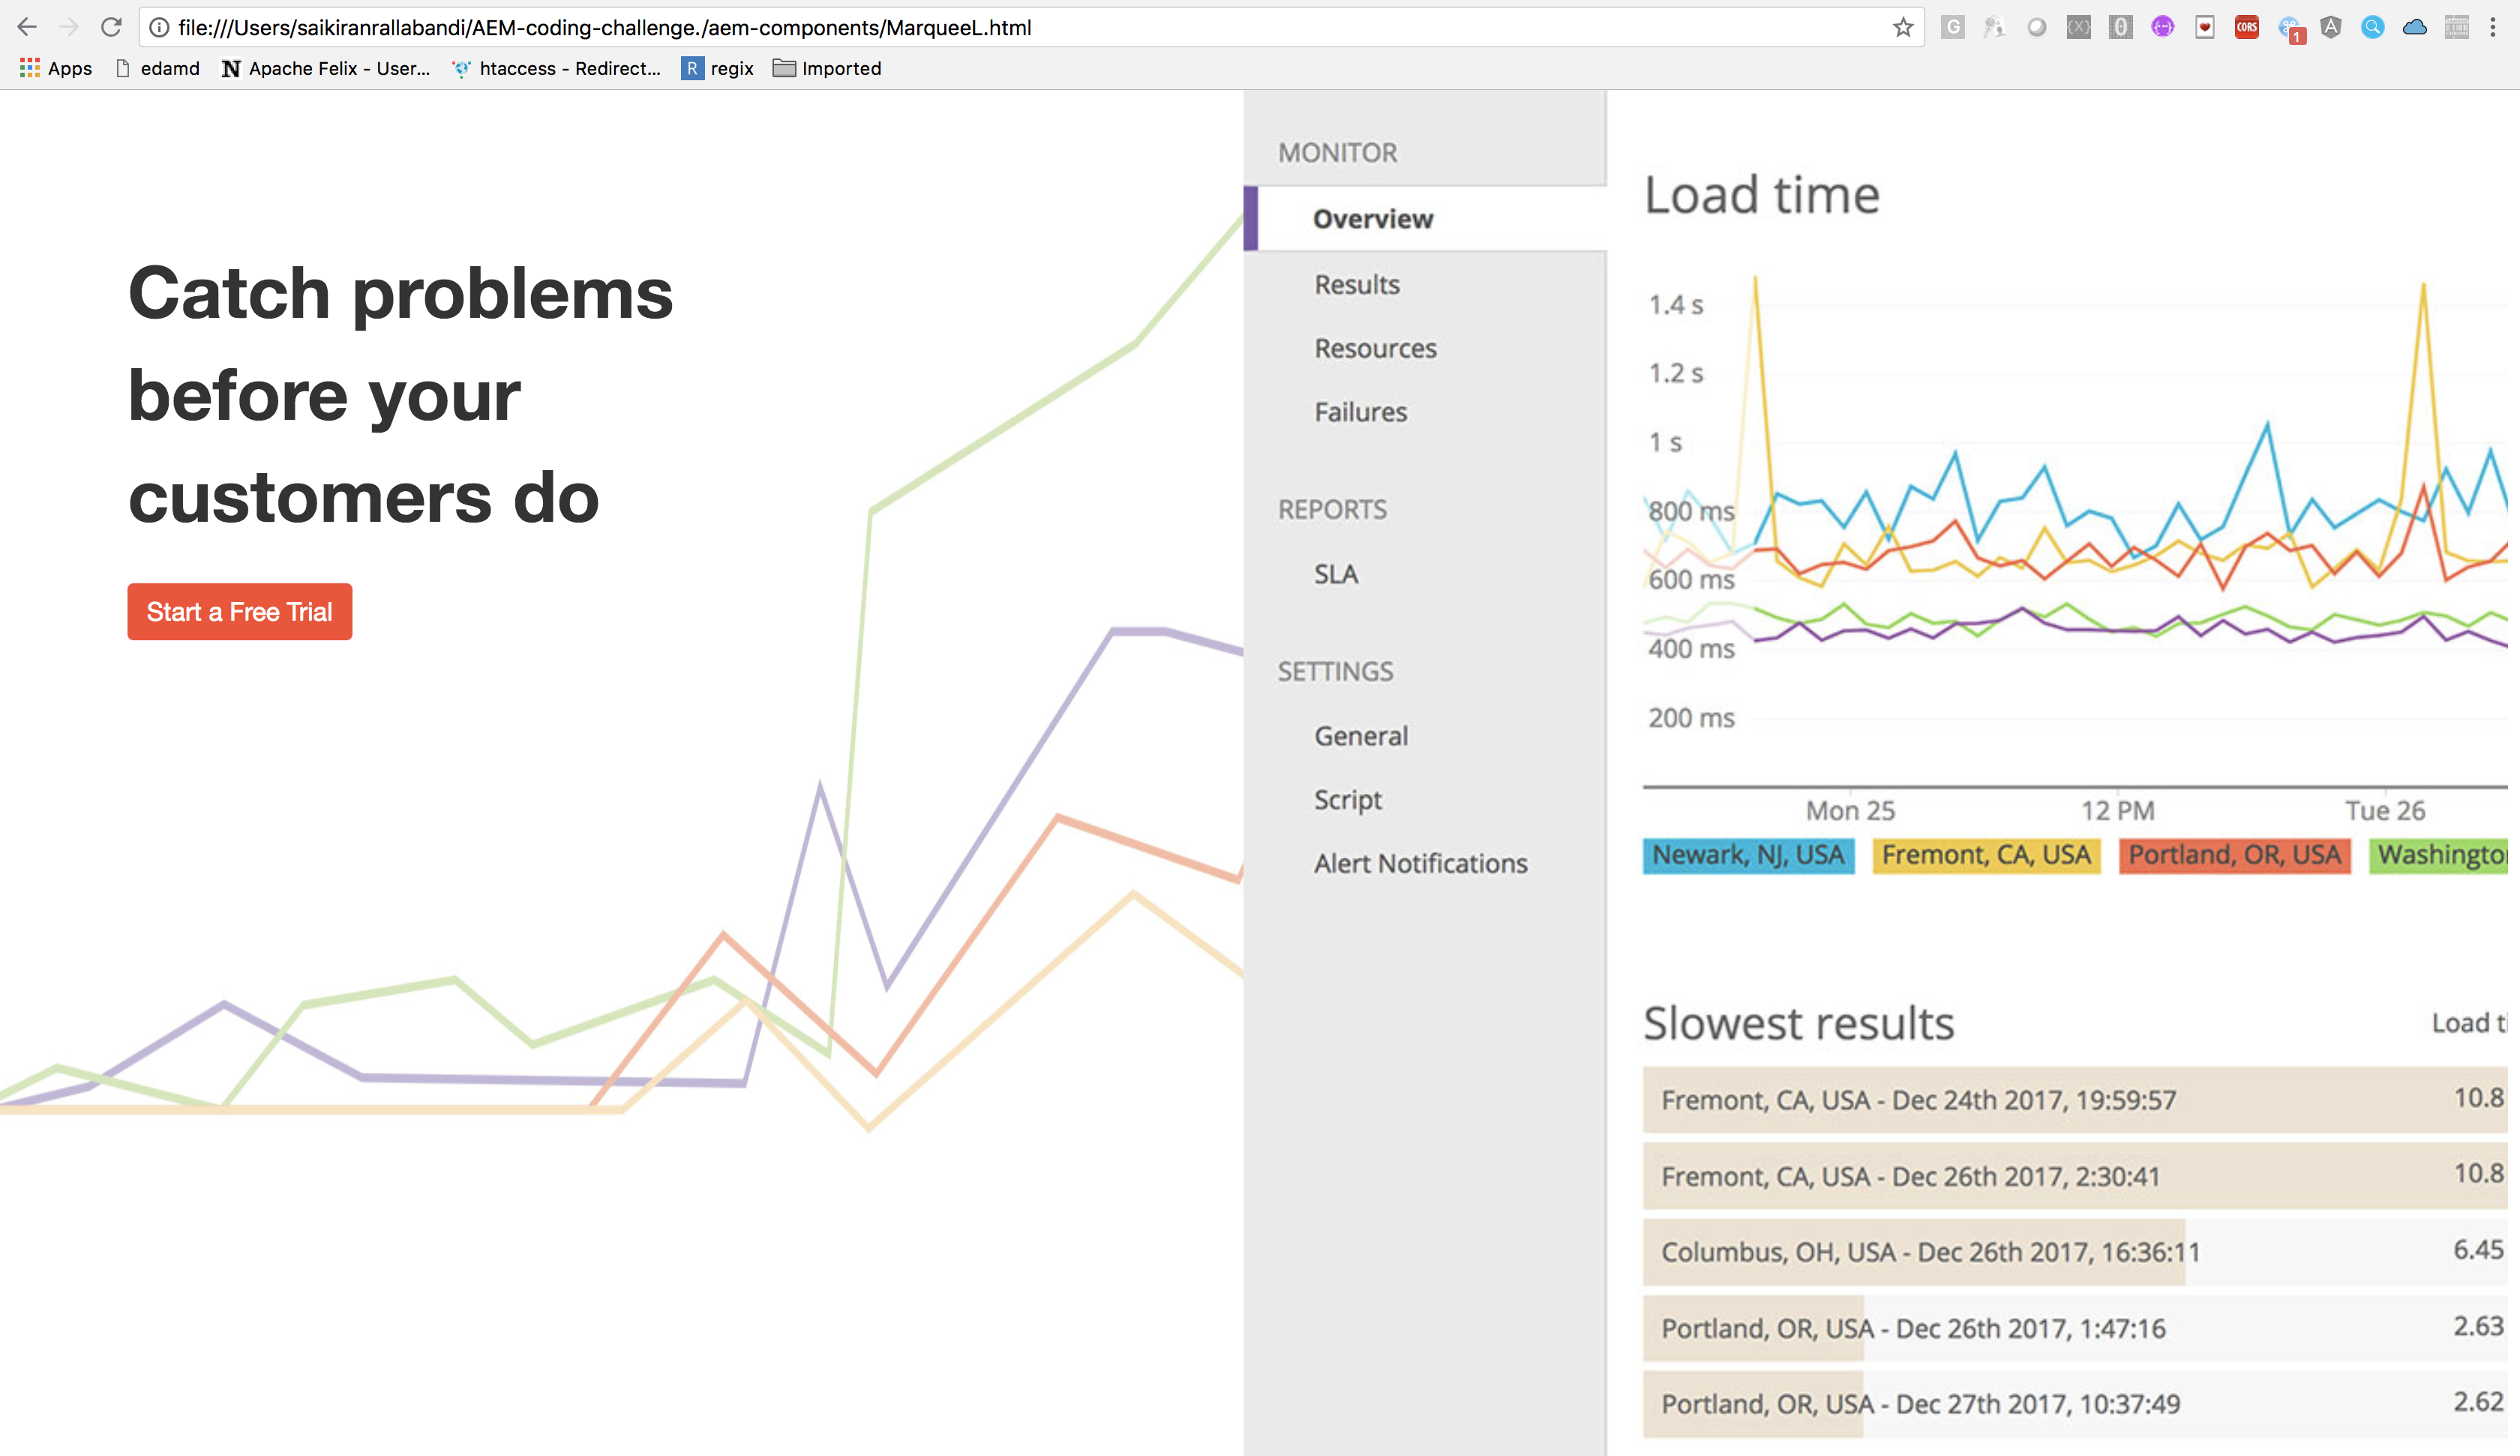 file:///Users/saikiranrallabandi/AEM-coding-challenge./aem-components/MarqueeL.html
G
{X}
0
CORS
1
A
Apps
edamd
N Apache Felix - User...
htaccess - Redirect...
R regix
Imported
Catch problems
before your
customers do
Start a Free Trial
MONITOR
Overview
Results
Resources
Failures
REPORTS
SLA
SETTINGS
General
Script
Alert Notifications
Load time
1.4 s
1.2 s
1 s
800 ms
600 ms
400 ms
200 ms
Mon 25 12 PM Tue 26
Newark, NJ, USA Fremont, CA, USA Portland, OR, USA Washingto
Slowest results Load ti
Fremont, CA, USA - Dec 24th 2017, 19:59:57 10.8
Fremont, CA, USA - Dec 26th 2017, 2:30:41 10.8
Columbus, OH, USA - Dec 26th 2017, 16:36:11 6.45
Portland, OR, USA - Dec 26th 2017, 1:47:16 2.63
Portland, OR, USA - Dec 27th 2017, 10:37:49 2.62